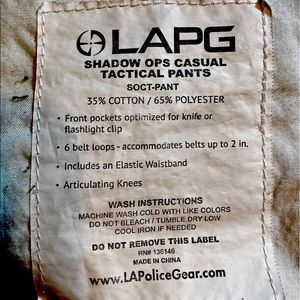 LAPG
SHADOW OPS CASUAL
TACTICAL PANTS
SOCT-PANT
35% COTTON / 65% POLYESTER
• Front pockets optimized for knife or
flashlight clip
• 6 belt loops - accommodates belts up to 2 in.
• Includes an Elastic Waistband
• Articulating Knees
WASH INSTRUCTIONS
MACHINE WASH COLD WITH LIKE COLORS
DO NOT BLEACH / TUMBLE DRY LOW
COOL IRON IF NEEDED
DO NOT REMOVE THIS LABEL
RN# 136146
MADE IN CHINA
www.LAPoliceGear.com